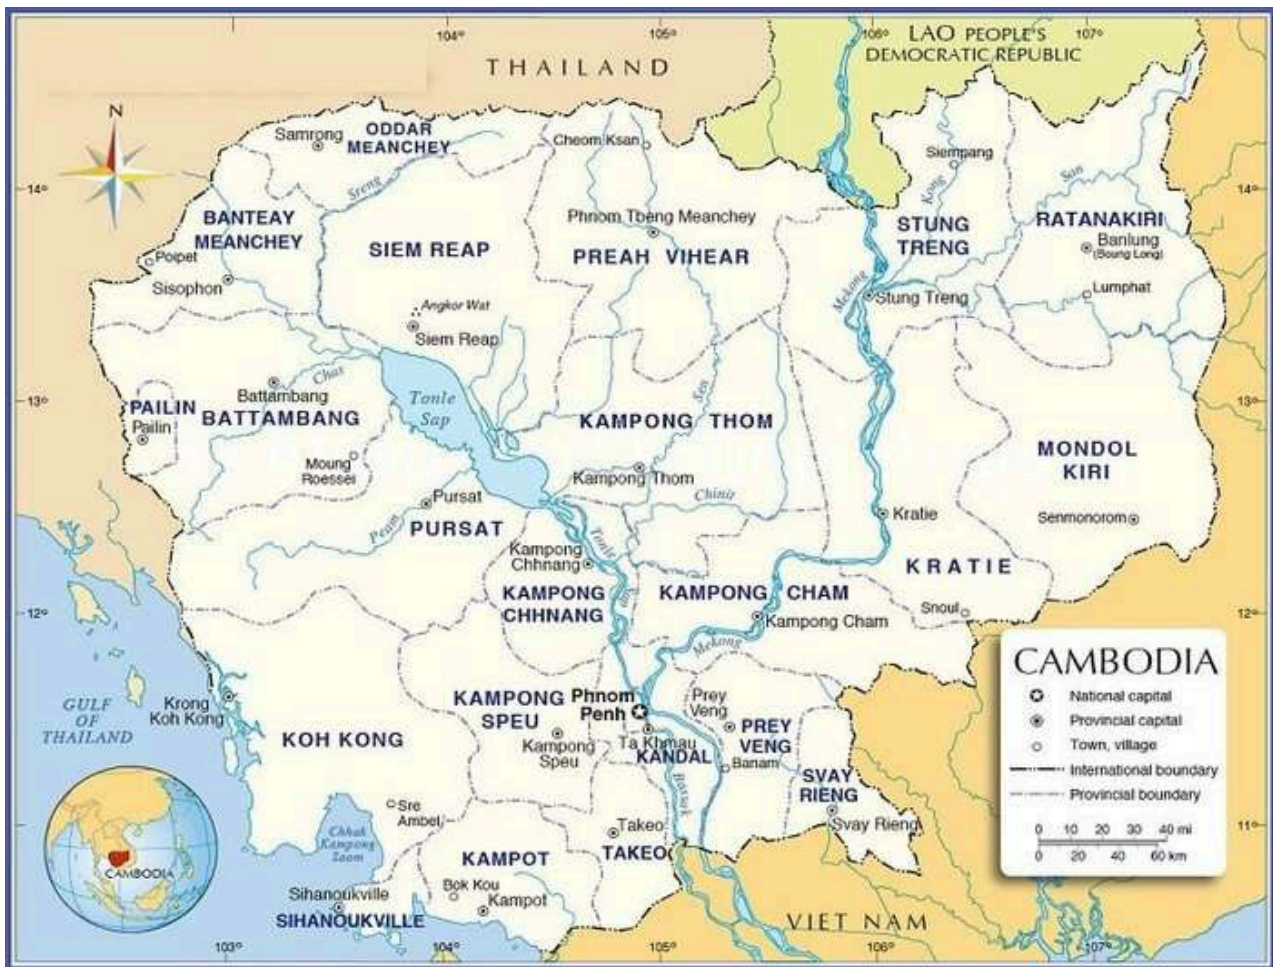 104°
105°
106°
107°
LAO PEOPLE'S
DEMOCRATIC REPUBLIC
THAILAND
N
Samrong
ODDAR
MEANCHEY
Cheom Ksan
Siempang
Sreng
Kong
San
14°
14°
BANTEAY
MEANCHEY
Phnom Tbeng Meanchey
STUNG
TRENG
RATANAKIRI
Banlung
(Boung Long)
SIEM REAP
PREAH VIHEAR
Poipet
Sisophon
Mekong
Stung Treng
Lumphat
Angkor Wat
Siem Reap
Chas
Battambang
Tonle
Sap
Sen
13°
13°
PAILIN
BATTAMBANG
Pailin
KAMPONG THOM
MONDOL
KIRI
Moung
Roessei
Kampong Thom
Pursat
Chinit
Kratie
Senmonorom
PURSAT
Peam
Tonle
Kampong
Chhnang
KRATIE
KAMPONG
CHHNANG
KAMPONG CHAM
Snoul
12°
12°
Kampong Cham
Mekong
CAMBODIA
National capital
Provincial capital
Town, village
International boundary
Provincial boundary
0 10 20 30 40 mi
0 20 40 60 km
GULF
OF
THAILAND
Krong
Koh Kong
KAMPONG
SPEU
Phnom
Penh
Prey
Veng
PREY
VENG
KOH KONG
Kampong
Speu
Ta Khmau
KANDAL
Banam
SVAY
RIENG
Bassak
Sre
Ambel
Svay Rieng
11°
Chhak
Kampong
Saom
Takeo
TAKEO
KAMPOT
CAMBODIA
Sihanoukville
Bok Kou
Kampot
SIHANOUKVILLE
VIET NAM
103°
104°
105°
106°
107°